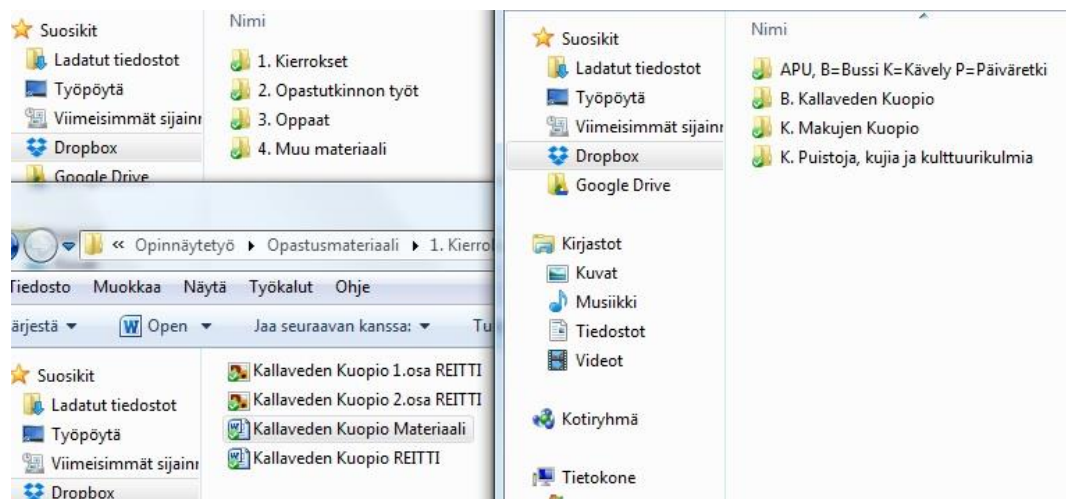 Suosikit
Ladatut tiedostot
Työpöytä
Viimeisimmät sijainn
Dropbox
Google Drive
Nimi
1. Kierrokset
2. Opastutkinnon työt
3. Oppaat
4. Muu materiaali
« Opinnäytetyö ▸ Opastusmateriaali ▸ 1. Kierrok
Tiedosto Muokkaa Näytä Työkalut Ohje
ärjestä Open Jaa seuraavan kanssa: Tu
Suosikit
Ladatut tiedostot
Työpöytä
Viimeisimmät sijainn
Dropbox
Kallaveden Kuopio 1.osa REITTI
Kallaveden Kuopio 2.osa REITTI
Kallaveden Kuopio Materiaali
Kallaveden Kuopio REITTI
Suosikit
Ladatut tiedostot
Työpöytä
Viimeisimmät sijainn
Dropbox
Google Drive
Kirjastot
Kuvat
Musiikki
Tiedostot
Videot
Kotiryhmä
Tietokone
Nimi
APU, B=Bussi K=Kävely P=Päiväretki
B. Kallaveden Kuopio
K. Makujen Kuopio
K. Puistoja, kujia ja kulttuurikulmia